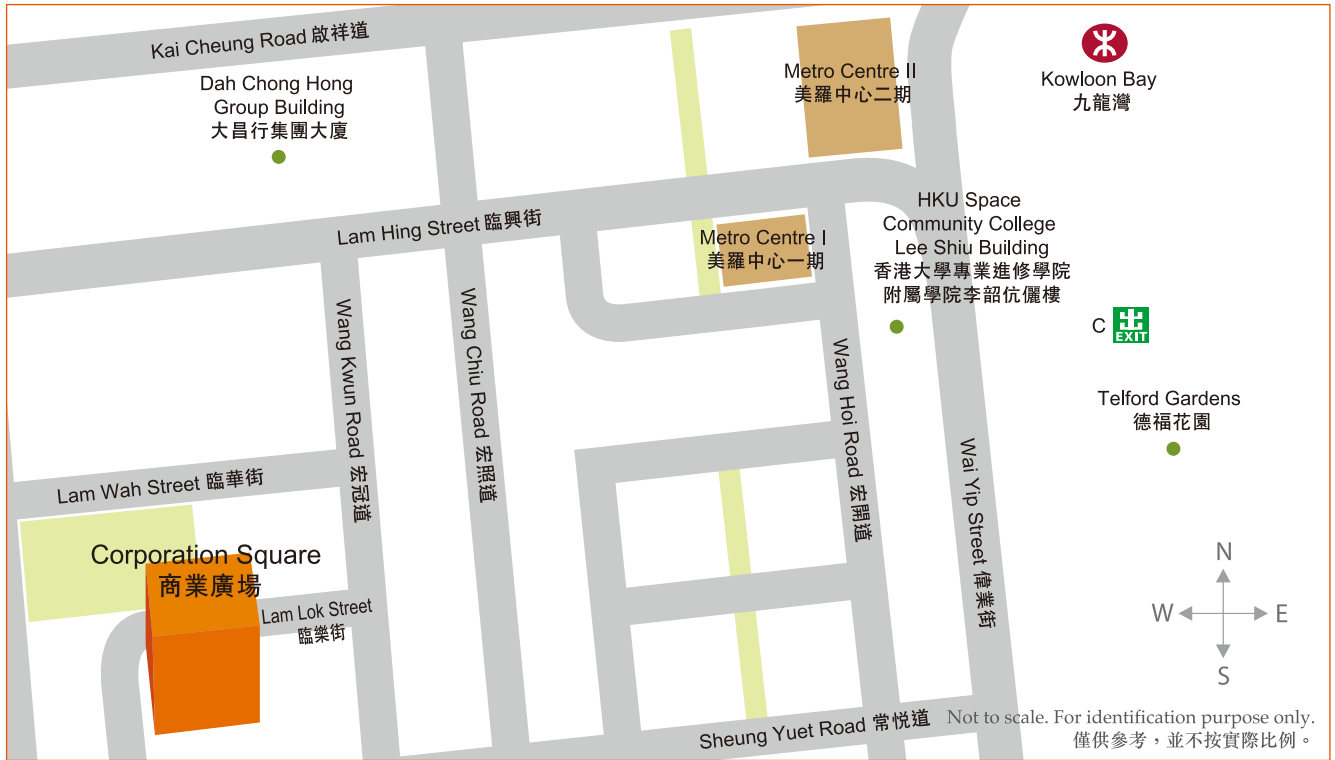 Kai Cheung Road 啟祥道
Dah Chong Hong
Group Building
大昌行集團大廈
Metro Centre II
美羅中心二期
Kowloon Bay
九龍灣
Lam Hing Street 臨興街
Metro Centre I
美羅中心一期
HKU Space
Community College
Lee Shiu Building
香港大學專業進修學院
附屬學院李韶伉儷樓
Wang Kwun Road 宏冠道
Wang Chiu Road 宏照道
Wang Hoi Road 宏開道
Wai Yip Street 偉業街
C
出
EXIT
Telford Gardens
德福花園
Lam Wah Street 臨華街
Corporation Square
商業廣場
Lam Lok Street
臨樂街
N
W
E
S
Sheung Yuet Road 常悦道
Not to scale. For identification purpose only.
僅供參考，並不按實際比例。